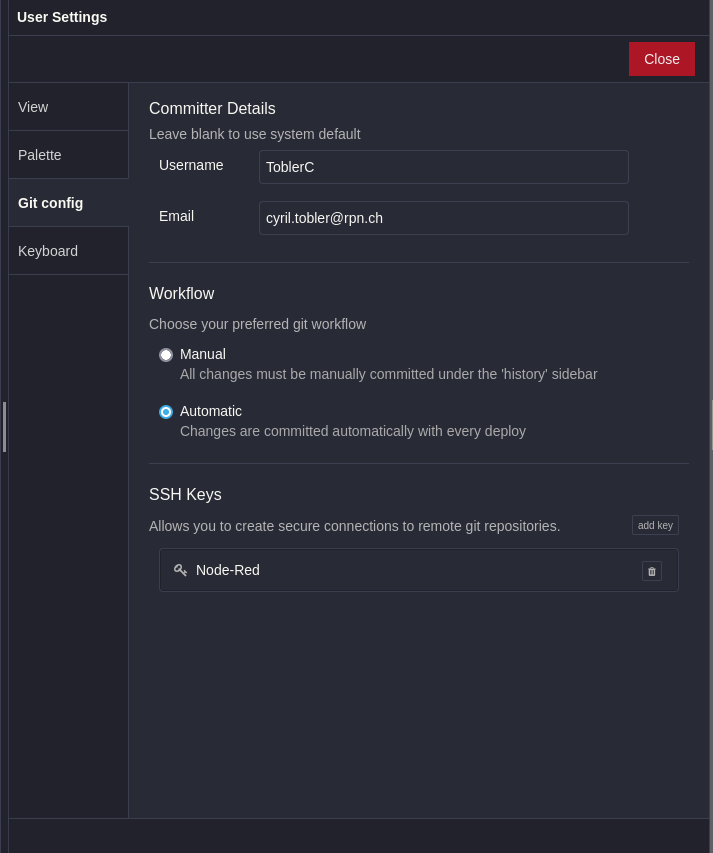 User Settings
Close
View
Palette
Git config
Keyboard
Committer Details
Leave blank to use system default
Username
ToblerC
Email
cyril.tobler@rpn.ch
Workflow
Choose your preferred git workflow
Manual
All changes must be manually committed under the 'history' sidebar
Automatic
Changes are committed automatically with every deploy
SSH Keys
Allows you to create secure connections to remote git repositories.
add key
Node-Red